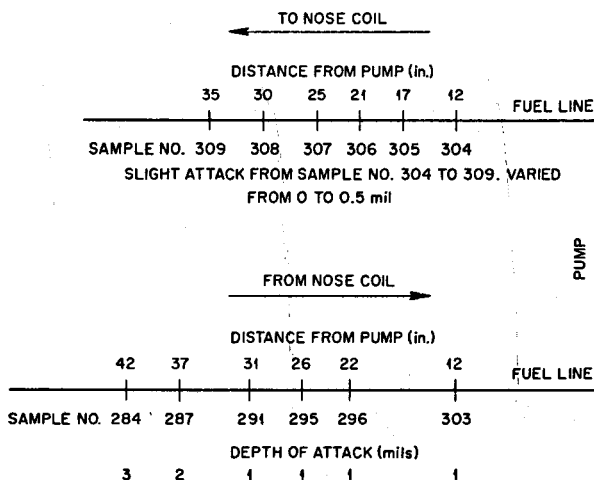 TO NOSE COIL
DISTANCE FROM PUMP (in.)
35 30 25 21 17 12 FUEL LINE
SAMPLE NO. 309 308 307 306 305 304
SLIGHT ATTACK FROM SAMPLE NO. 304 TO 309. VARIED
FROM 0 TO 0.5 mil
PUMP
FROM NOSE COIL
DISTANCE FROM PUMP (in.)
42 37 31 26 22 12 FUEL LINE
SAMPLE NO. 284 287 291 295 296 303
DEPTH OF ATTACK (mils)
3 2 1 1 1 1